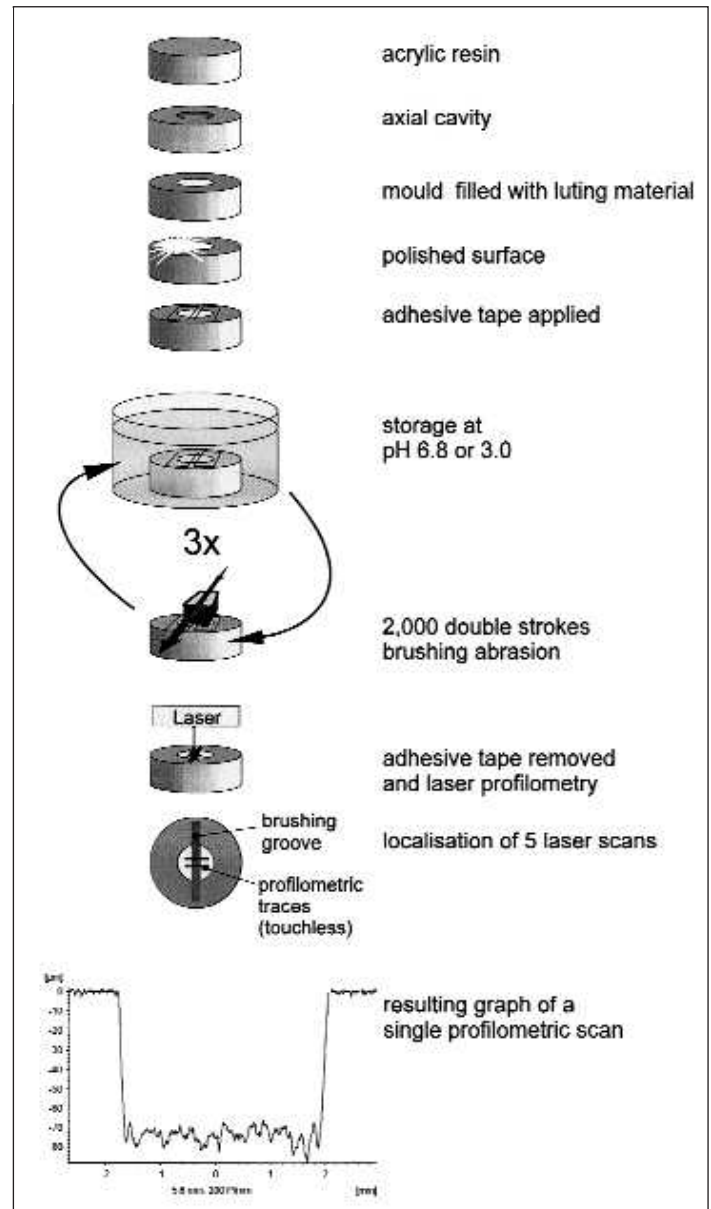 acrylic resin
axial cavity
mould filled with luting material
polished surface
adhesive tape applied
storage at
pH 6.8 or 3.0
3x
2,000 double strokes
brushing abrasion
Laser
adhesive tape removed
and laser profilometry
brushing
groove
localisation of 5 laser scans
profilometric
traces
(touchless)
resulting graph of a
single profilometric scan
[µm]
0
-10
-20
-30
-40
-50
-60
-70
-80
2 1 0 1 2
[mm]